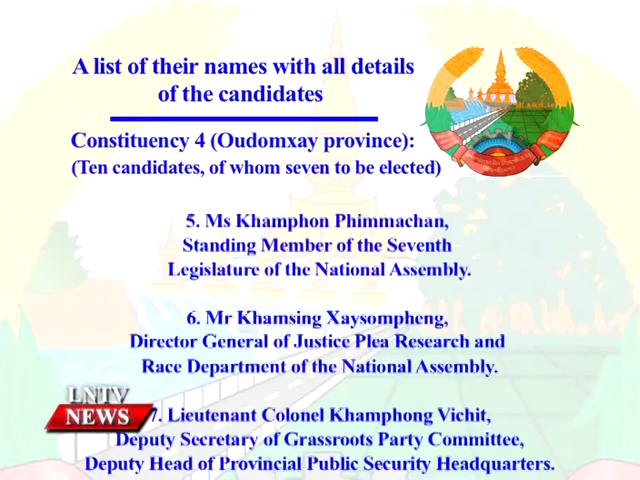 A list of their names with all details
of the candidates
Constituency 4 (Oudomxay province):
(Ten candidates, of whom seven to be elected)
5. Ms Khamphon Phimmachan,
Standing Member of the Seventh
Legislature of the National Assembly.
6. Mr Khamsing Xaysompheng,
Director General of Justice Plea Research and
Race Department of the National Assembly.
LNTV
NEWS
7. Lieutenant Colonel Khamphong Vichit,
Deputy Secretary of Grassroots Party Committee,
Deputy Head of Provincial Public Security Headquarters.